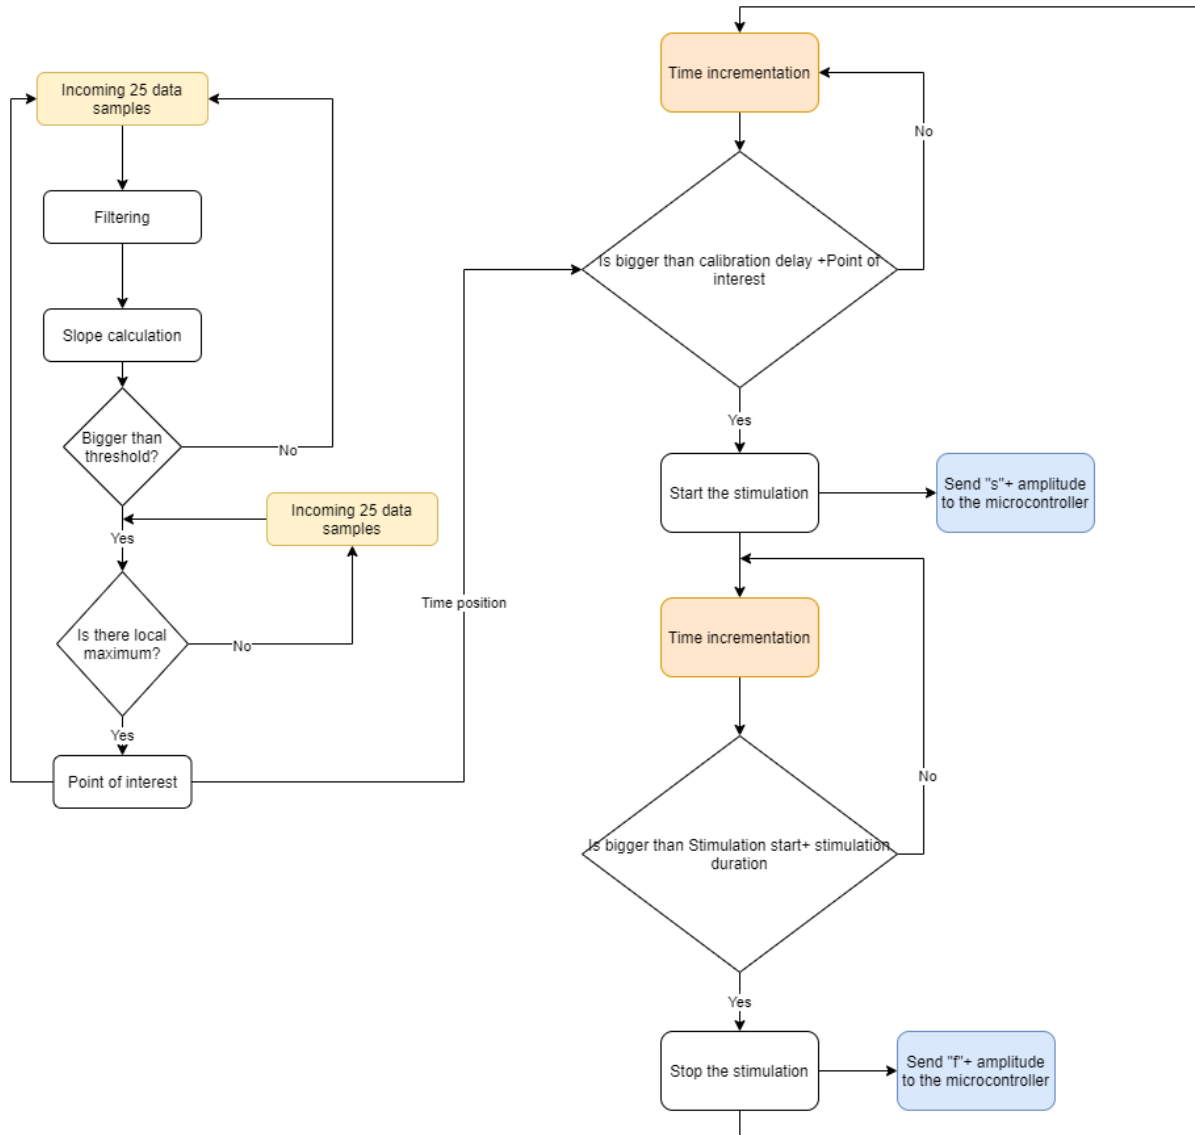 Incoming 25 data
samples
Filtering
Slope calculation
Bigger than
threshold?
No
Yes
Incoming 25 data
samples
Is there local
maximum?
No
Yes
Point of interest
Time position
Time incrementation
No
Is bigger than calibration delay +Point of
interest
Yes
Start the stimulation
Send "s"+ amplitude
to the microcontroller
Time incrementation
No
Is bigger than Stimulation start+ stimulation
duration
Yes
Stop the stimulation
Send "f"+ amplitude
to the microcontroller